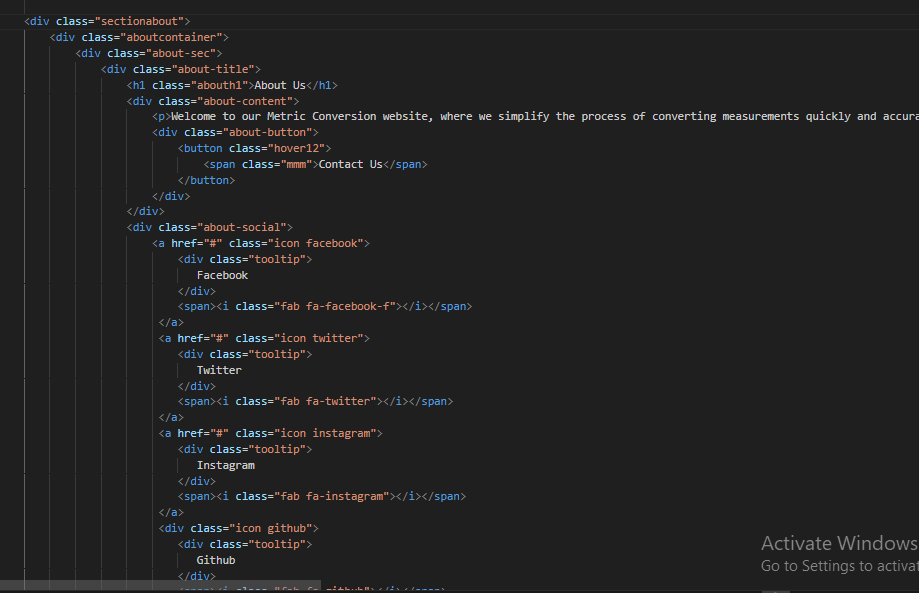 <div class="sectionabout">
<div class="aboutcontainer">
<div class="about-sec">
<div class="about-title">
<h1 class="abouth1">About Us</h1>
<div class="about-content">
<p>Welcome to our Metric Conversion website, where we simplify the process of converting measurements quickly and accura
<div class="about-button">
<button class="hover12">
<span class="mmm">Contact Us</span>
</button>
</div>
</div>
<div class="about-social">
<a href="#" class="icon facebook">
<div class="tooltip">
Facebook
</div>
<span><i class="fab fa-facebook-f"></i></span>
</a>
<a href="#" class="icon twitter">
<div class="tooltip">
Twitter
</div>
<span><i class="fab fa-twitter"></i></span>
</a>
<a href="#" class="icon instagram">
<div class="tooltip">
Instagram
</div>
<span><i class="fab fa-instagram"></i></span>
</a>
<div class="icon github">
<div class="tooltip">
Github
</div>
<span><i class="fab fa-github"></i></span>
Activate Windows
Go to Settings to activat